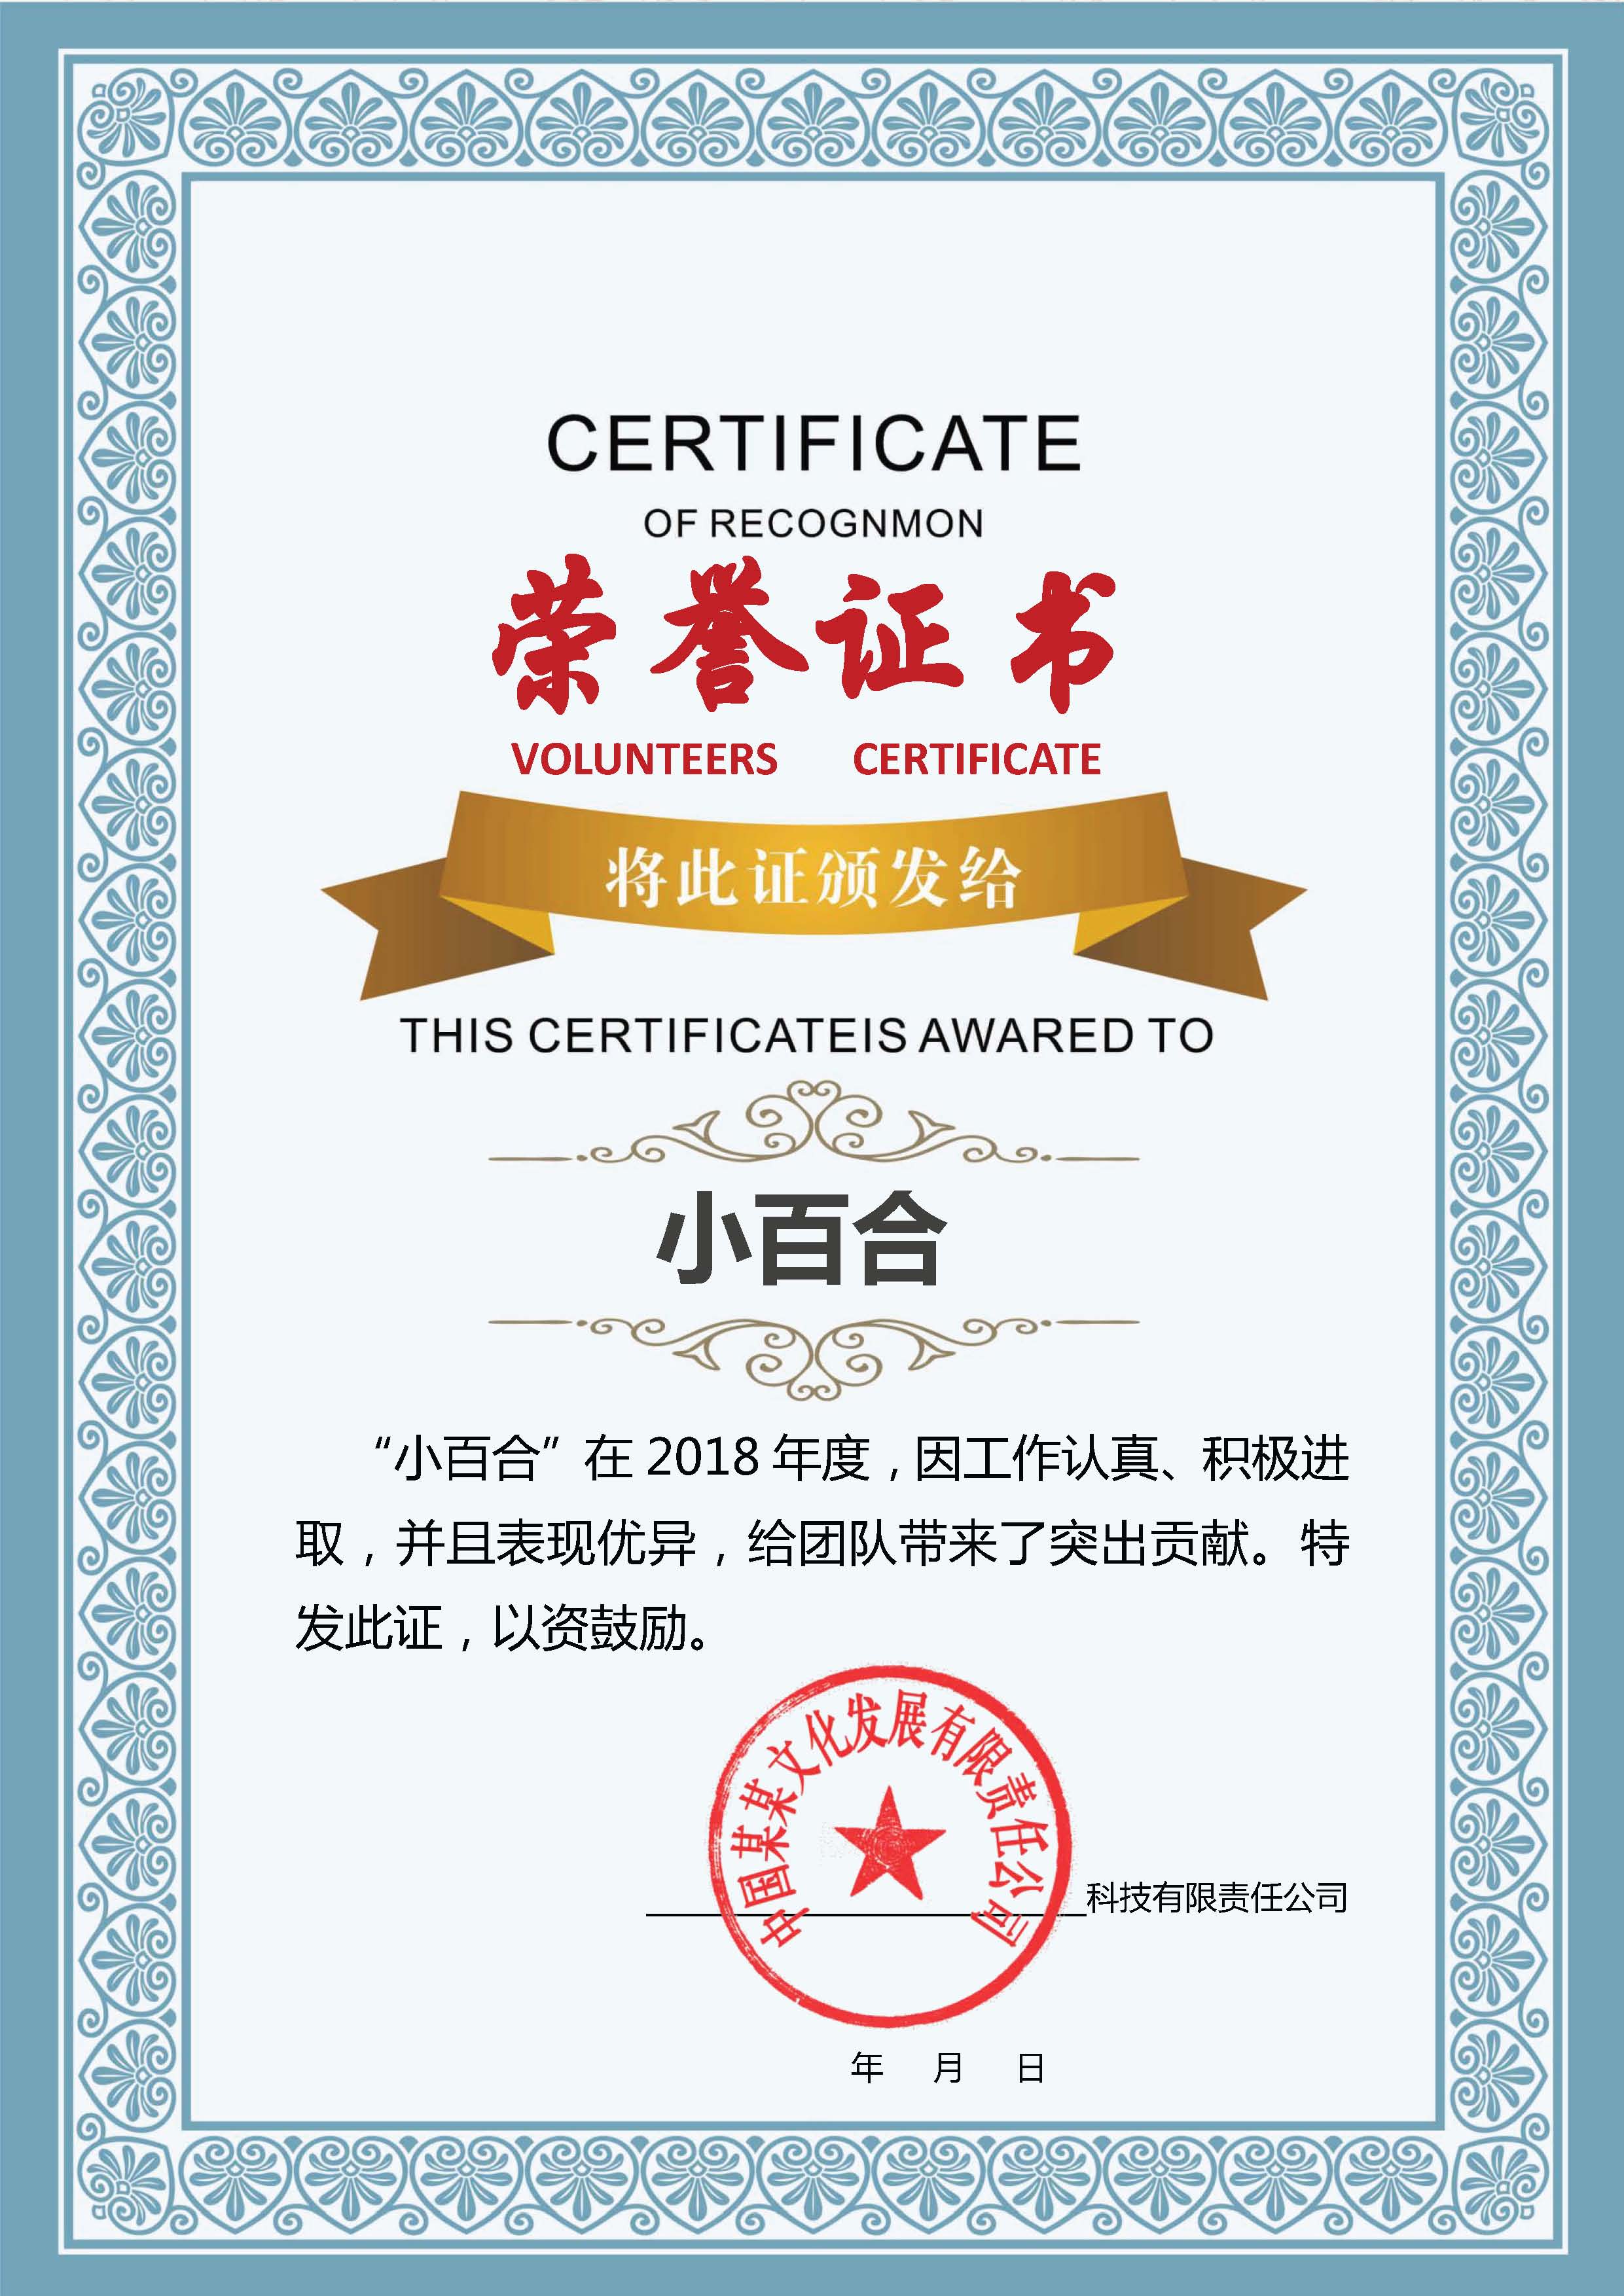 CERTIFICATE
OF RECOGNMON
荣誉证书
VOLUNTEERS CERTIFICATE
将此证颁发给
THIS CERTIFICATEIS AWARED TO
小百合
“小百合”在 2018 年度，因工作认真、积极进
取，并且表现优异，给团队带来了突出贡献。特
发此证，以资鼓励。
中国某某文化发展有限责任公司
科技有限责任公司
年 月 日